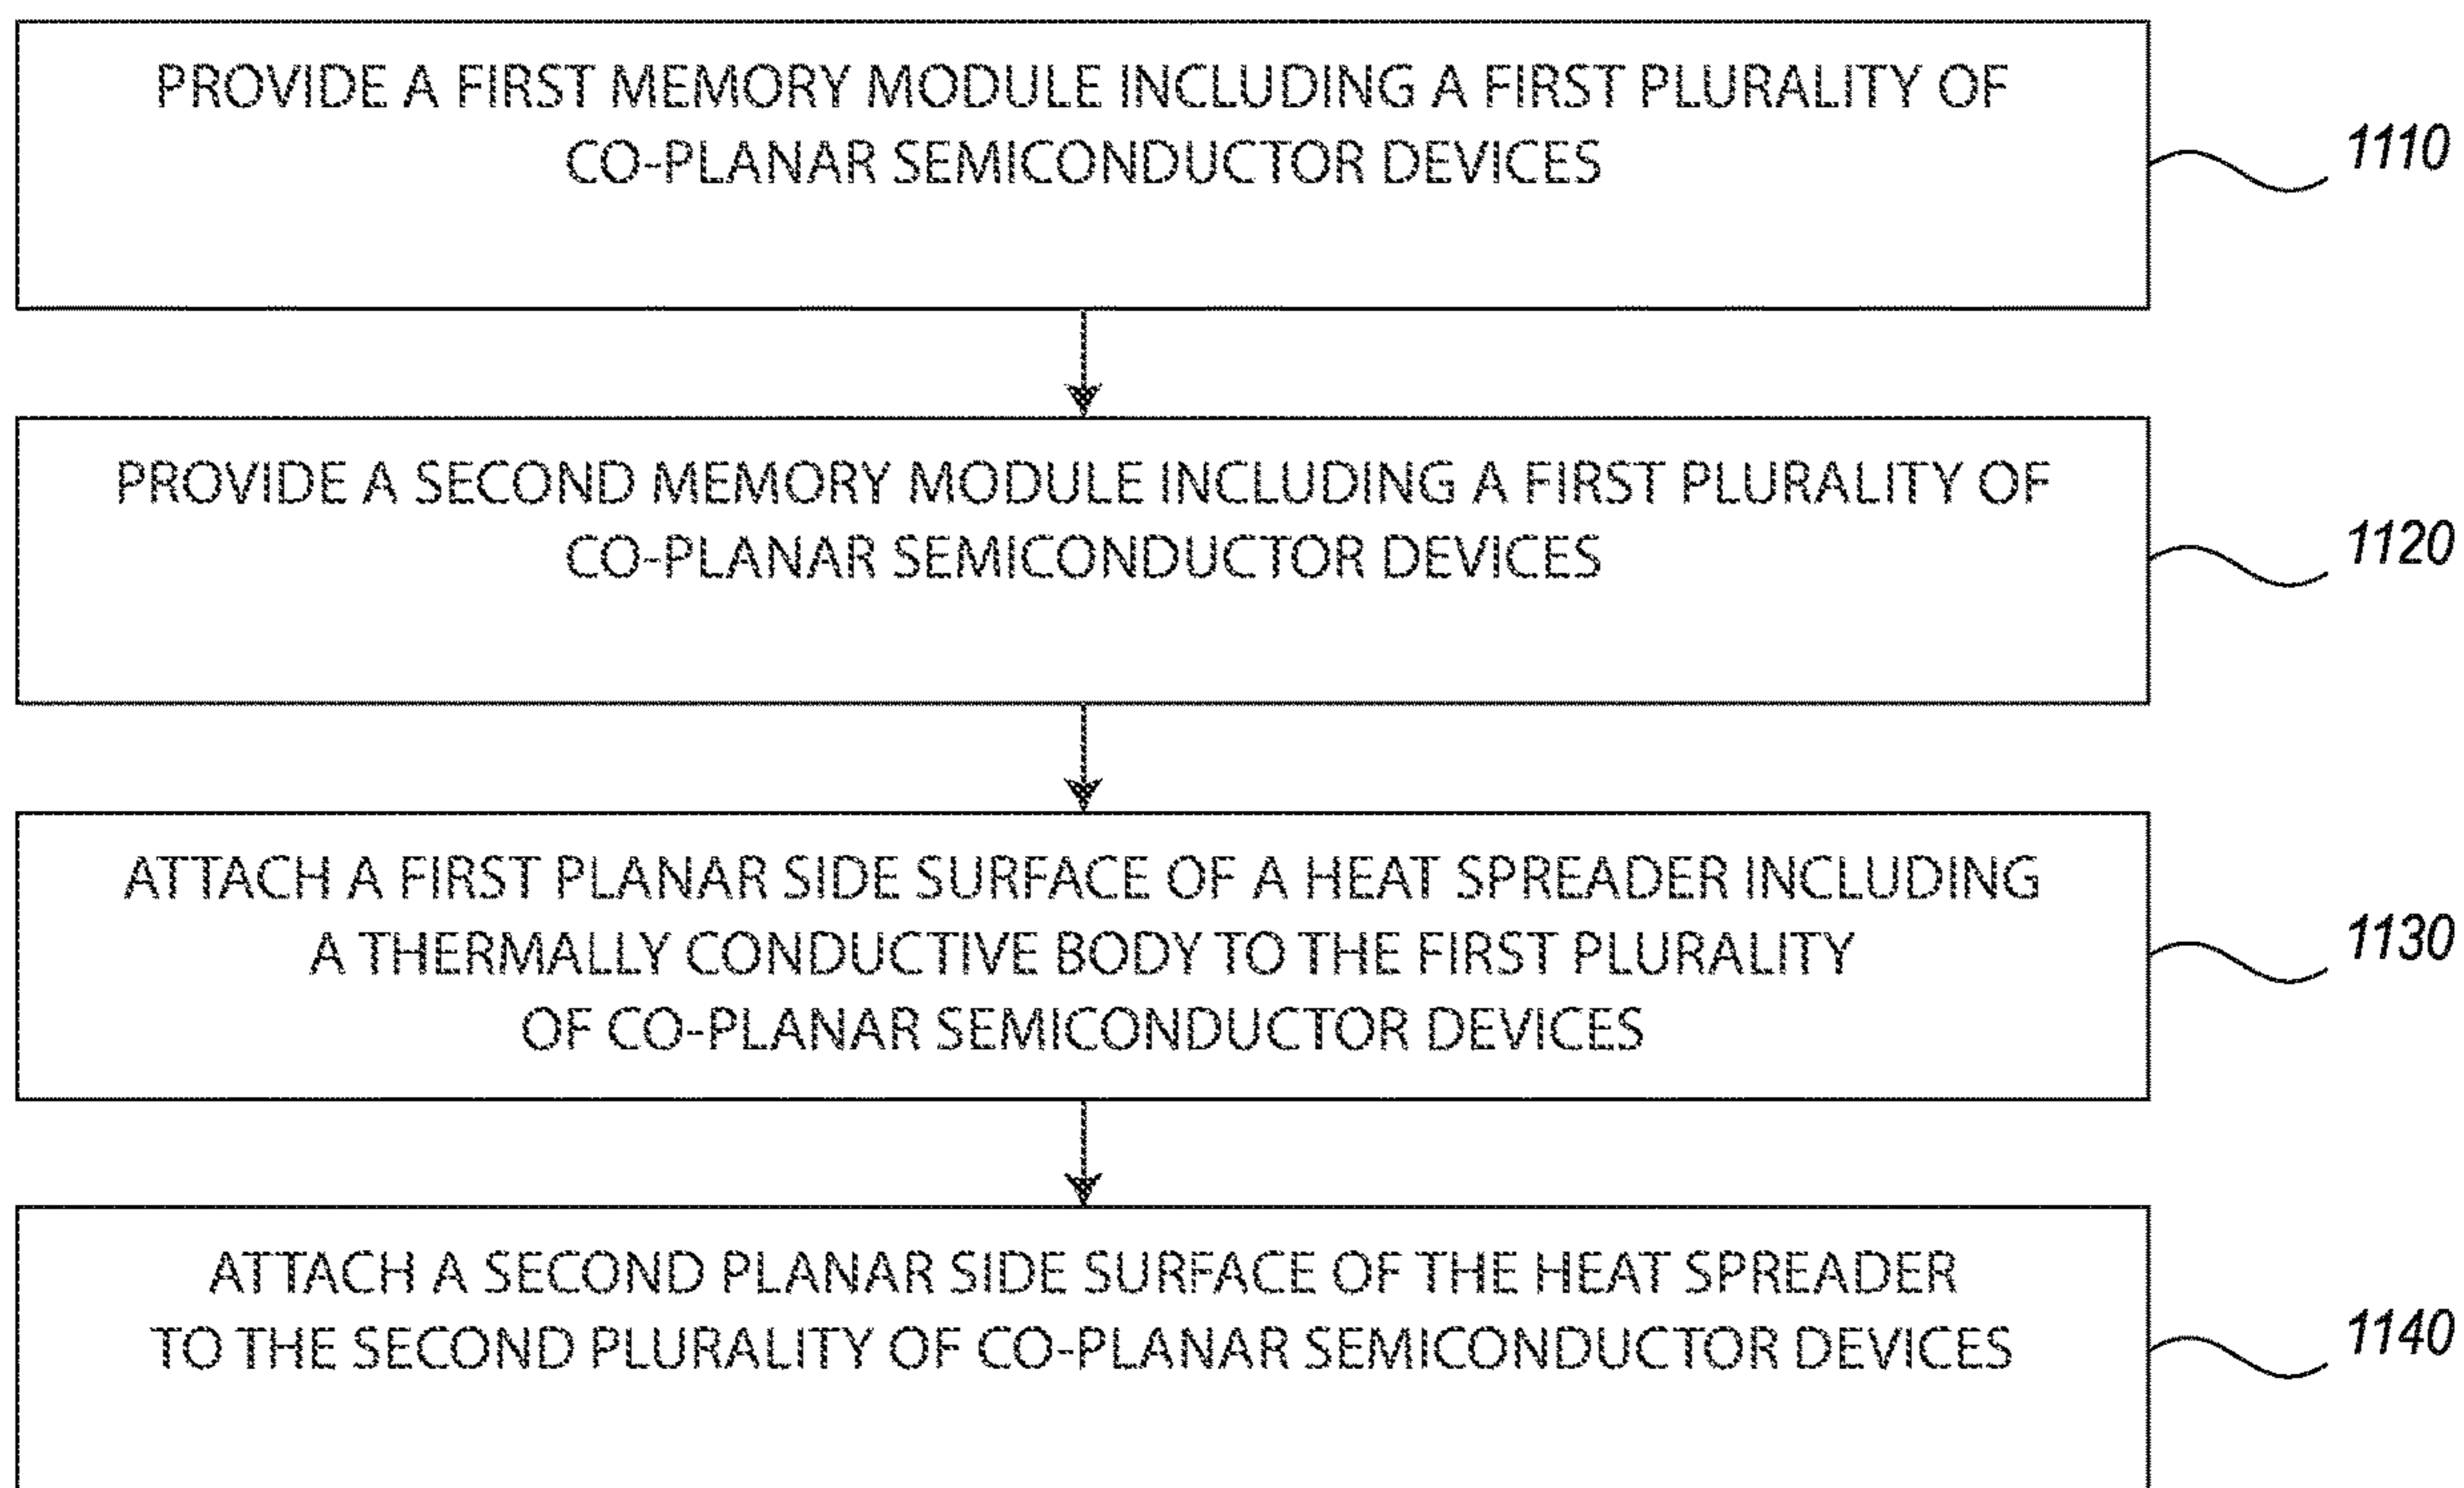 PROVIDE A FIRST MEMORY MODULE INCLUDING A FIRST PLURALITY OF
CO-PLANAR SEMICONDUCTOR DEVICES
1110
PROVIDE A SECOND MEMORY MODULE INCLUDING A FIRST PLURALITY OF
CO-PLANAR SEMICONDUCTOR DEVICES
1120
ATTACH A FIRST PLANAR SIDE SURFACE OF A HEAT SPREADER INCLUDING
A THERMALLY CONDUCTIVE BODY TO THE FIRST PLURALITY
OF CO-PLANAR SEMICONDUCTOR DEVICES
1130
ATTACH A SECOND PLANAR SIDE SURFACE OF THE HEAT SPREADER
TO THE SECOND PLURALITY OF CO-PLANAR SEMICONDUCTOR DEVICES
1140